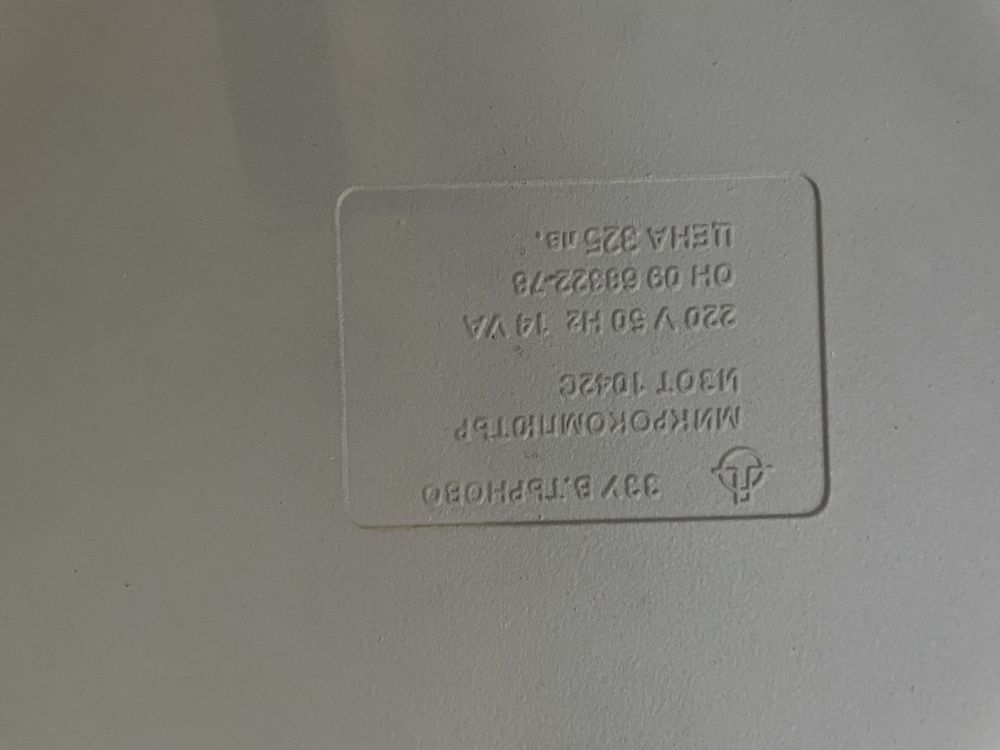 ЗЗУ В.ТЪРНОВО
МИКРОКОМПЮТЪР
ИЗОТ 1042С
220 V 50 Hz 14 VA
ОН 09 68322-78
ЦЕНА 325 лв.